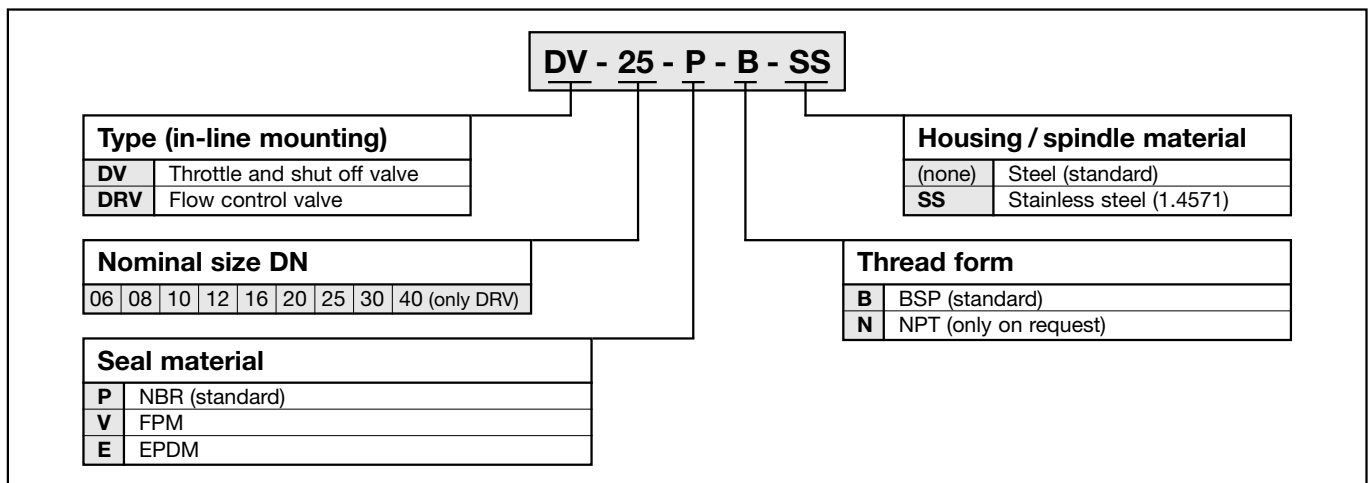 DV - 25 - P - B - SS
Type (in-line mounting)
DV Throttle and shut off valve
DRV Flow control valve
Nominal size DN
06 08 10 12 16 20 25 30 40 (only DRV)
Seal material
P NBR (standard)
V FPM
E EPDM
Housing / spindle material
(none) Steel (standard)
SS Stainless steel (1.4571)
Thread form
B BSP (standard)
N NPT (only on request)